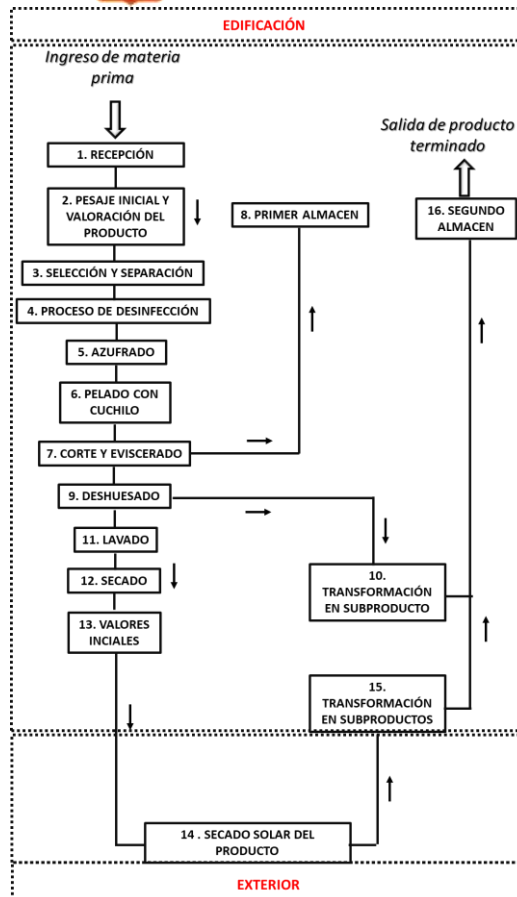 EDIFICACIÓN
Ingreso de materia
prima
1. RECEPCIÓN
2. PESAJE INICIAL Y
VALORACIÓN DEL
PRODUCTO
3. SELECCIÓN Y SEPARACIÓN
4. PROCESO DE DESINFECCIÓN
5. AZUFRADO
6. PELADO CON
CUCHILO
7. CORTE Y EVISCERADO
8. PRIMER ALMACEN
9. DESHUESADO
11. LAVADO
12. SECADO
13. VALORES
INCIALES
10.
TRANSFORMACIÓN
EN SUBPRODUCTO
15.
TRANSFORMACIÓN
EN SUBPRODUCTOS
Salida de producto
terminado
16. SEGUNDO
ALMACEN
14 . SECADO SOLAR DEL
PRODUCTO
EXTERIOR